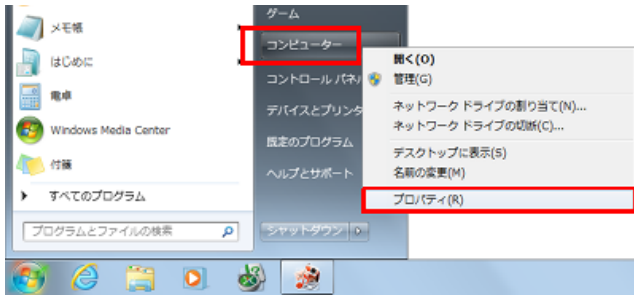 メモ帳
はじめに
電卓
Windows Media Center
付箋
すべてのプログラム
プログラムとファイルの検索
ゲーム
コンピューター
コントロール パネ
デバイスとプリンタ
既定のプログラム
ヘルプとサポート
シャットダウン
開く(O)
管理(G)
ネットワーク ドライブの割り当て(N)...
ネットワーク ドライブの切断(C)...
デスクトップに表示(S)
名前の変更(M)
プロパティ(R)